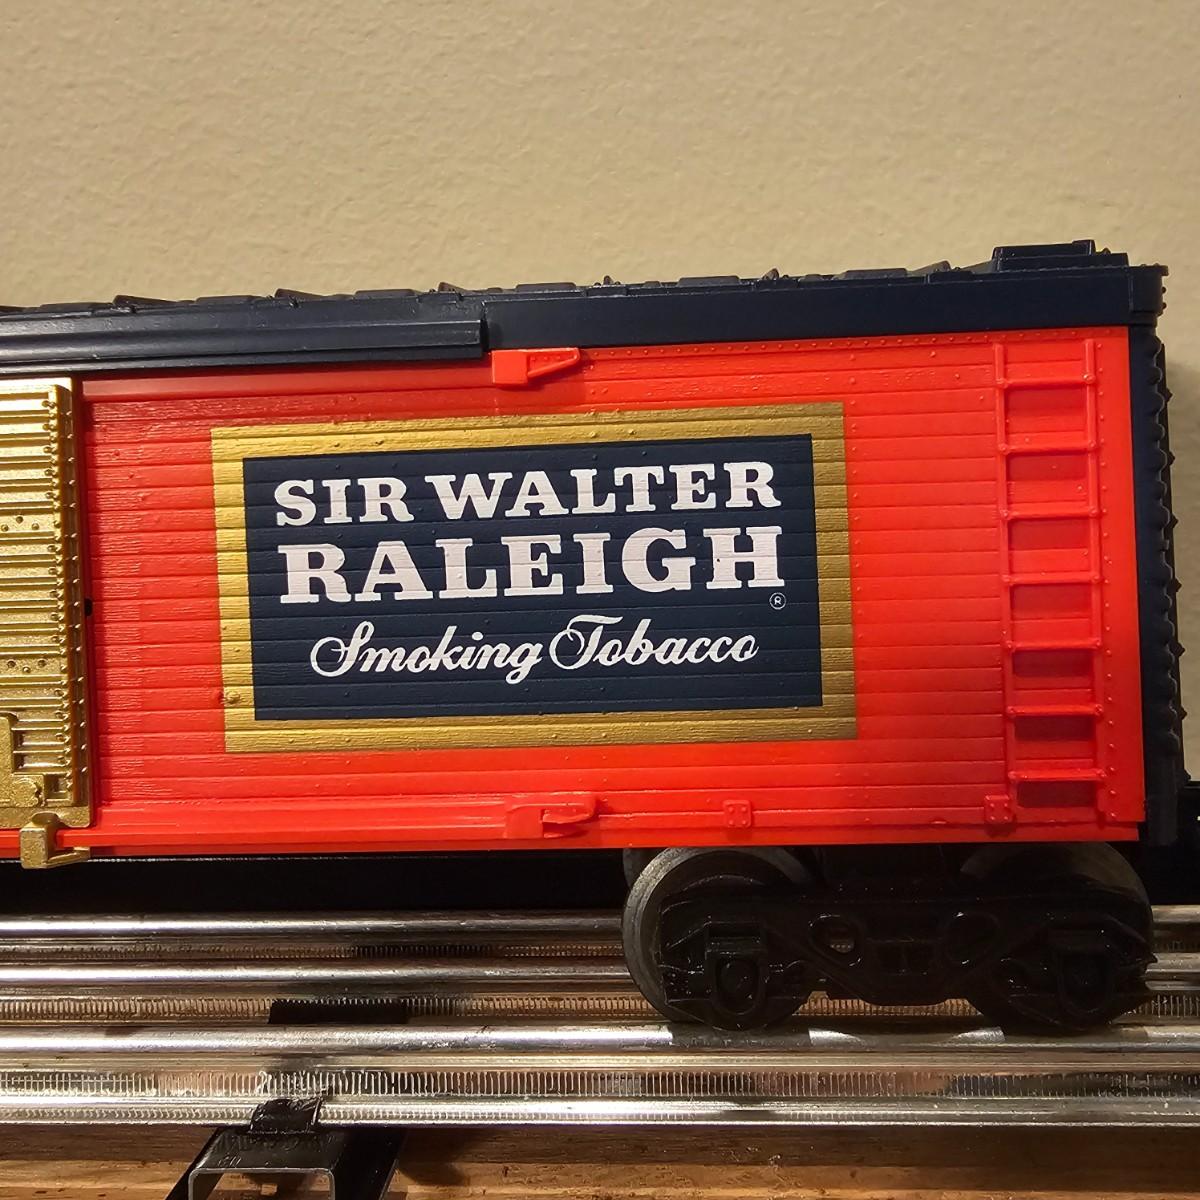 SIR WALTER
RALEIGH
®
Smoking Tobacco